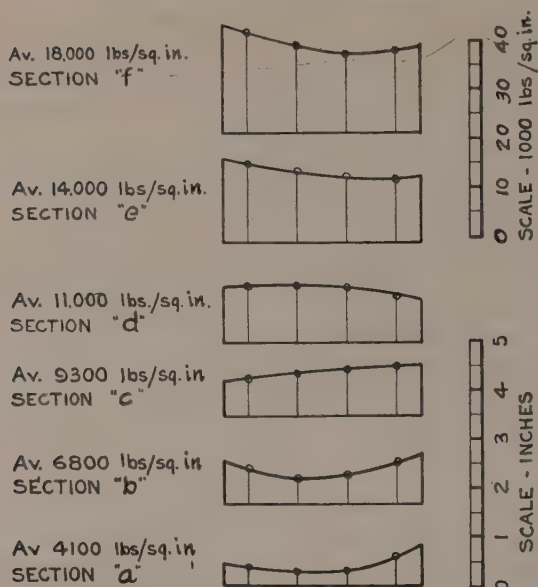 Av. 18,000 lbs/sq.in.
SECTION "f"
Av. 14,000 lbs/sq.in.
SECTION "e"
Av. 11,000 lbs./sq.in.
SECTION "d"
Av. 9300 lbs/sq.in
SECTION "c"
Av. 6800 lbs/sq.in
SECTION "b"
Av 4100 lbs/sq.in
SECTION "a"
0 10 20 30 40
SCALE - 1000 lbs/sq.in.
0 1 2 3 4 5
SCALE - INCHES